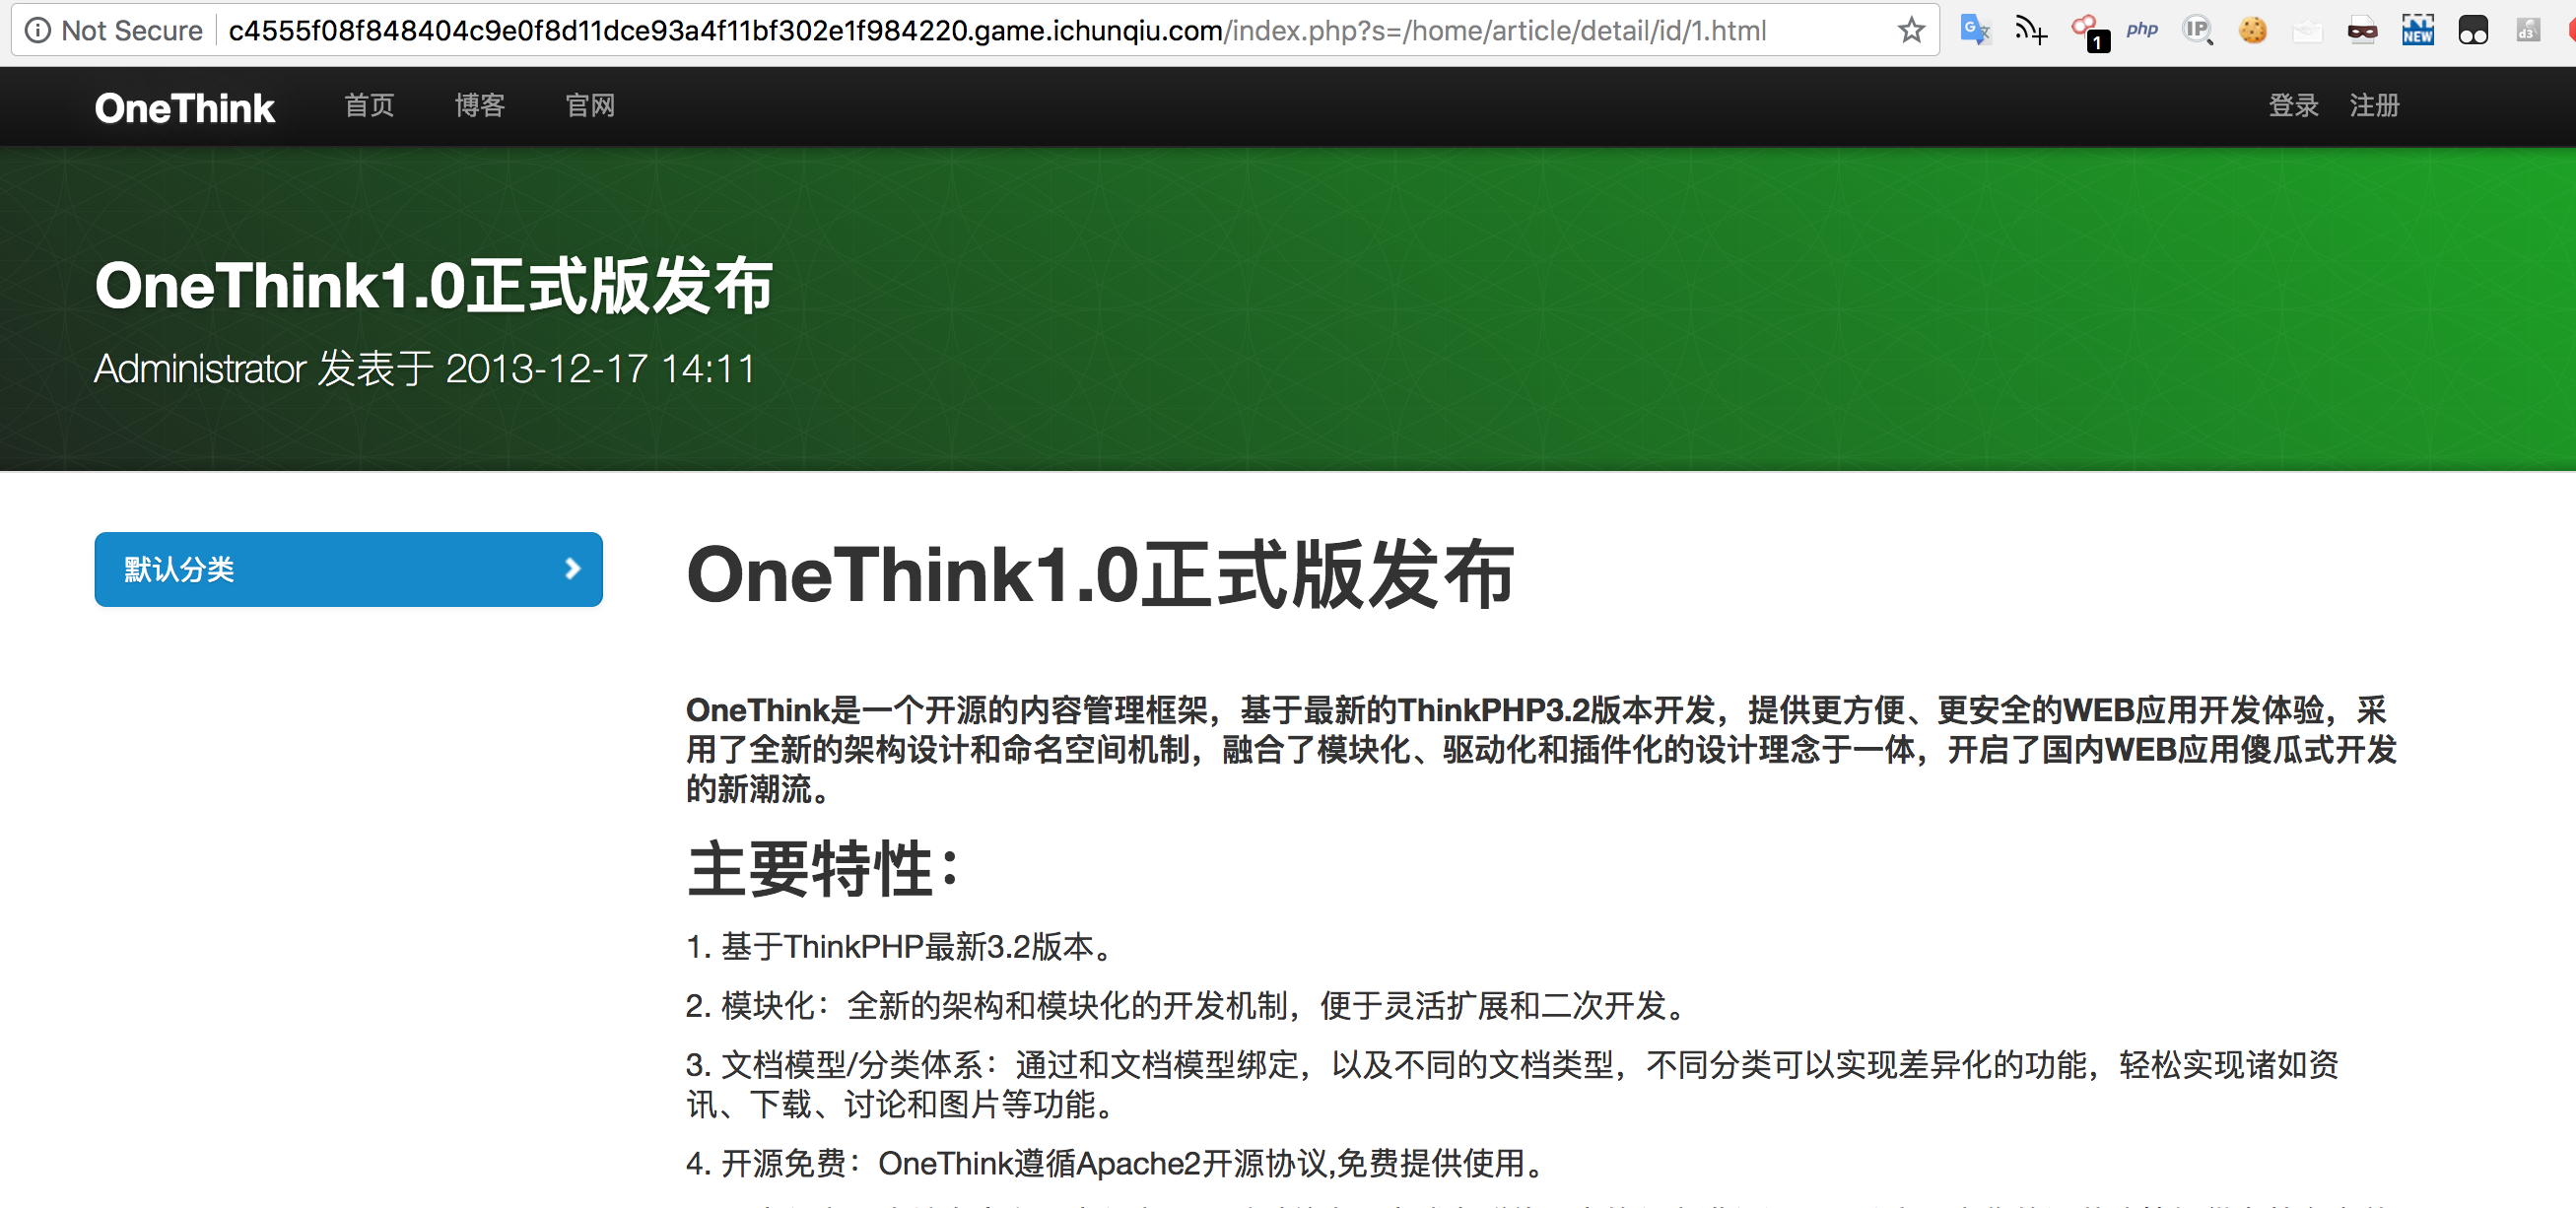 Not Secure c4555f08f848404c9e0f8d11dce93a4f11bf302e1f984220.game.ichunqiu.com/index.php?s=/home/article/detail/id/1.html
1 php IP NEW d3
OneThink 首页 博客 官网 登录 注册
OneThink1.0正式版发布
Administrator 发表于 2013-12-17 14:11
默认分类
OneThink1.0正式版发布
OneThink是一个开源的内容管理框架，基于最新的ThinkPHP3.2版本开发，提供更方便、更安全的WEB应用开发体验，采
用了全新的架构设计和命名空间机制，融合了模块化、驱动化和插件化的设计理念于一体，开启了国内WEB应用傻瓜式开发
的新潮流。
主要特性：
1. 基于ThinkPHP最新3.2版本。
2. 模块化：全新的架构和模块化的开发机制，便于灵活扩展和二次开发。
3. 文档模型/分类体系：通过和文档模型绑定，以及不同的文档类型，不同分类可以实现差异化的功能，轻松实现诸如资
讯、下载、讨论和图片等功能。
4. 开源免费：OneThink遵循Apache2开源协议,免费提供使用。